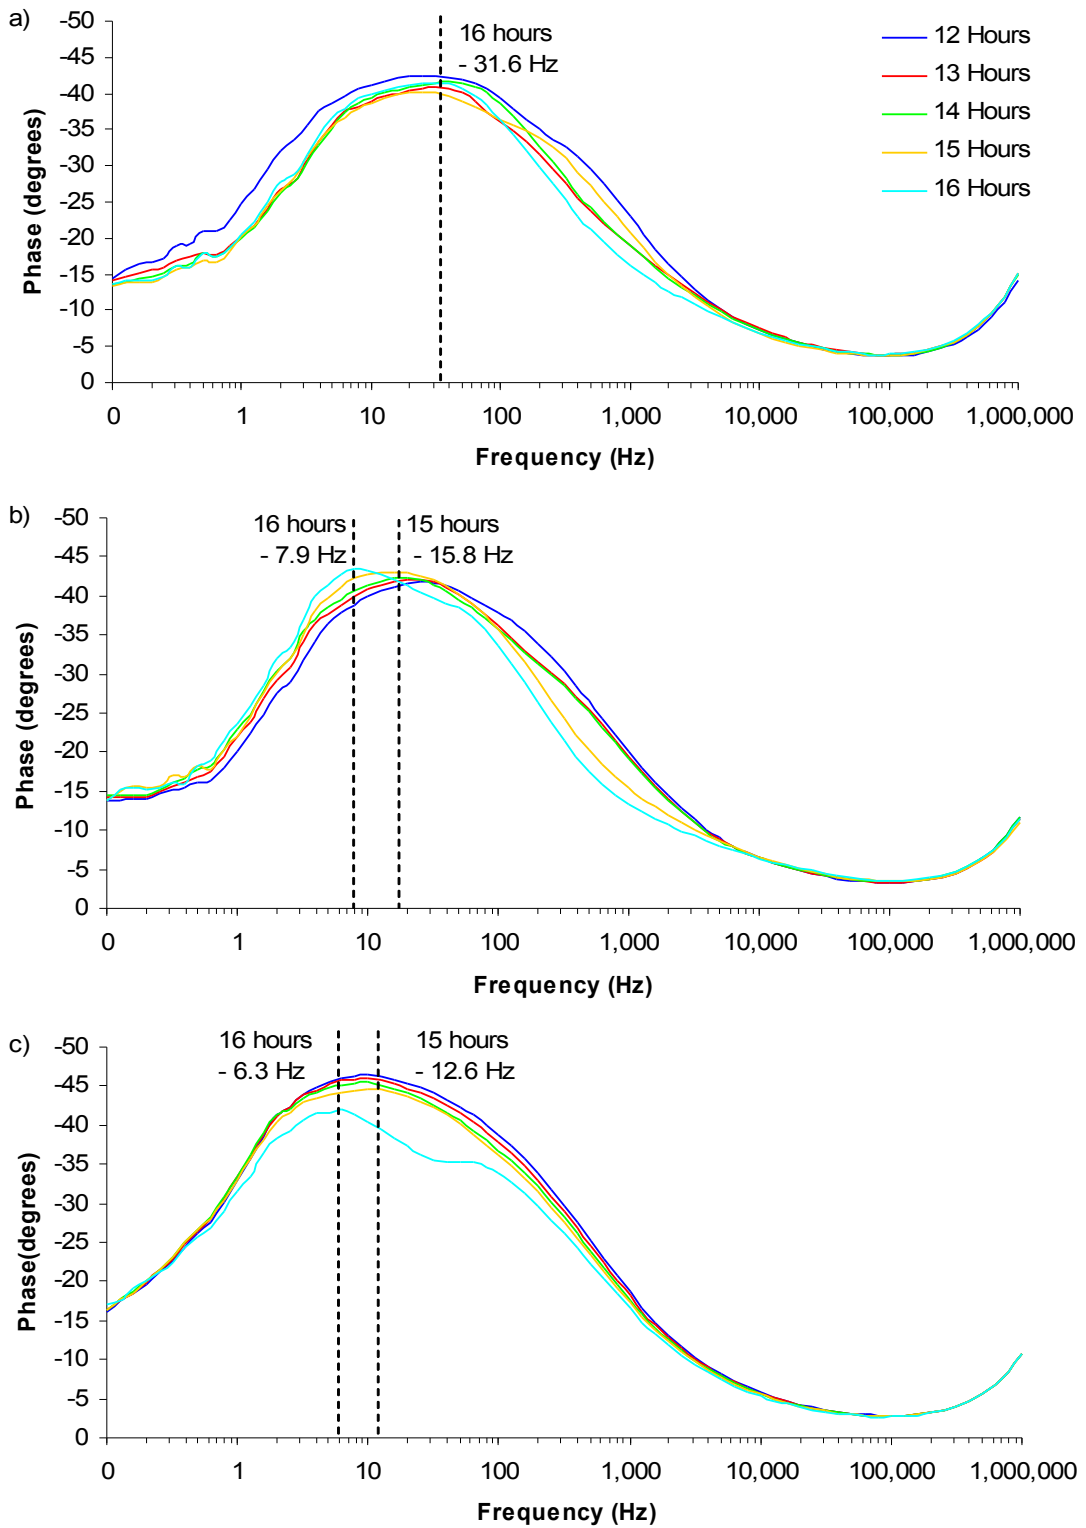 a)
-50
-45
-40
-35
-30
-25
-20
-15
-10
-5
0
Phase (degrees)
16 hours
- 31.6 Hz
12 Hours
13 Hours
14 Hours
15 Hours
16 Hours
0 1 10 100 1,000 10,000 100,000 1,000,000
Frequency (Hz)
b)
-50
-45
-40
-35
-30
-25
-20
-15
-10
-5
0
Phase (degrees)
16 hours
- 7.9 Hz
15 hours
- 15.8 Hz
0 1 10 100 1,000 10,000 100,000 1,000,000
Frequency (Hz)
c)
-50
-45
-40
-35
-30
-25
-20
-15
-10
-5
0
Phase(degrees)
16 hours
- 6.3 Hz
15 hours
- 12.6 Hz
0 1 10 100 1,000 10,000 100,000 1,000,000
Frequency (Hz)